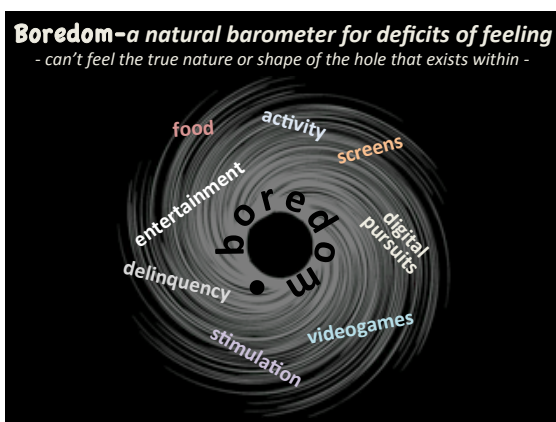 Boredom-a natural barometer for deficits of feeling
- can't feel the true nature or shape of the hole that exists within -
activity
food
screens
entertainment
boredom
digital
pursuits
delinquency
videogames
stimulation